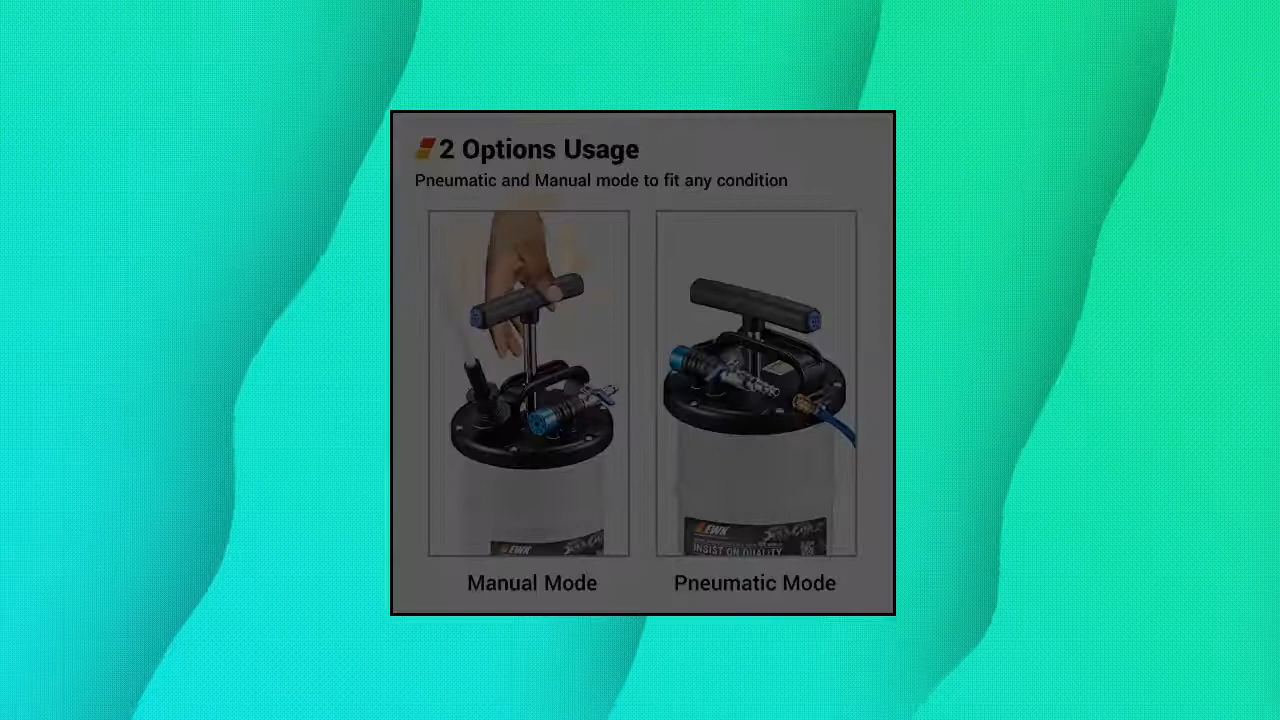 2 Options Usage
Pneumatic and Manual mode to fit any condition
EWK
EWK
INSIST ON QUALITY
Manual Mode
Pneumatic Mode